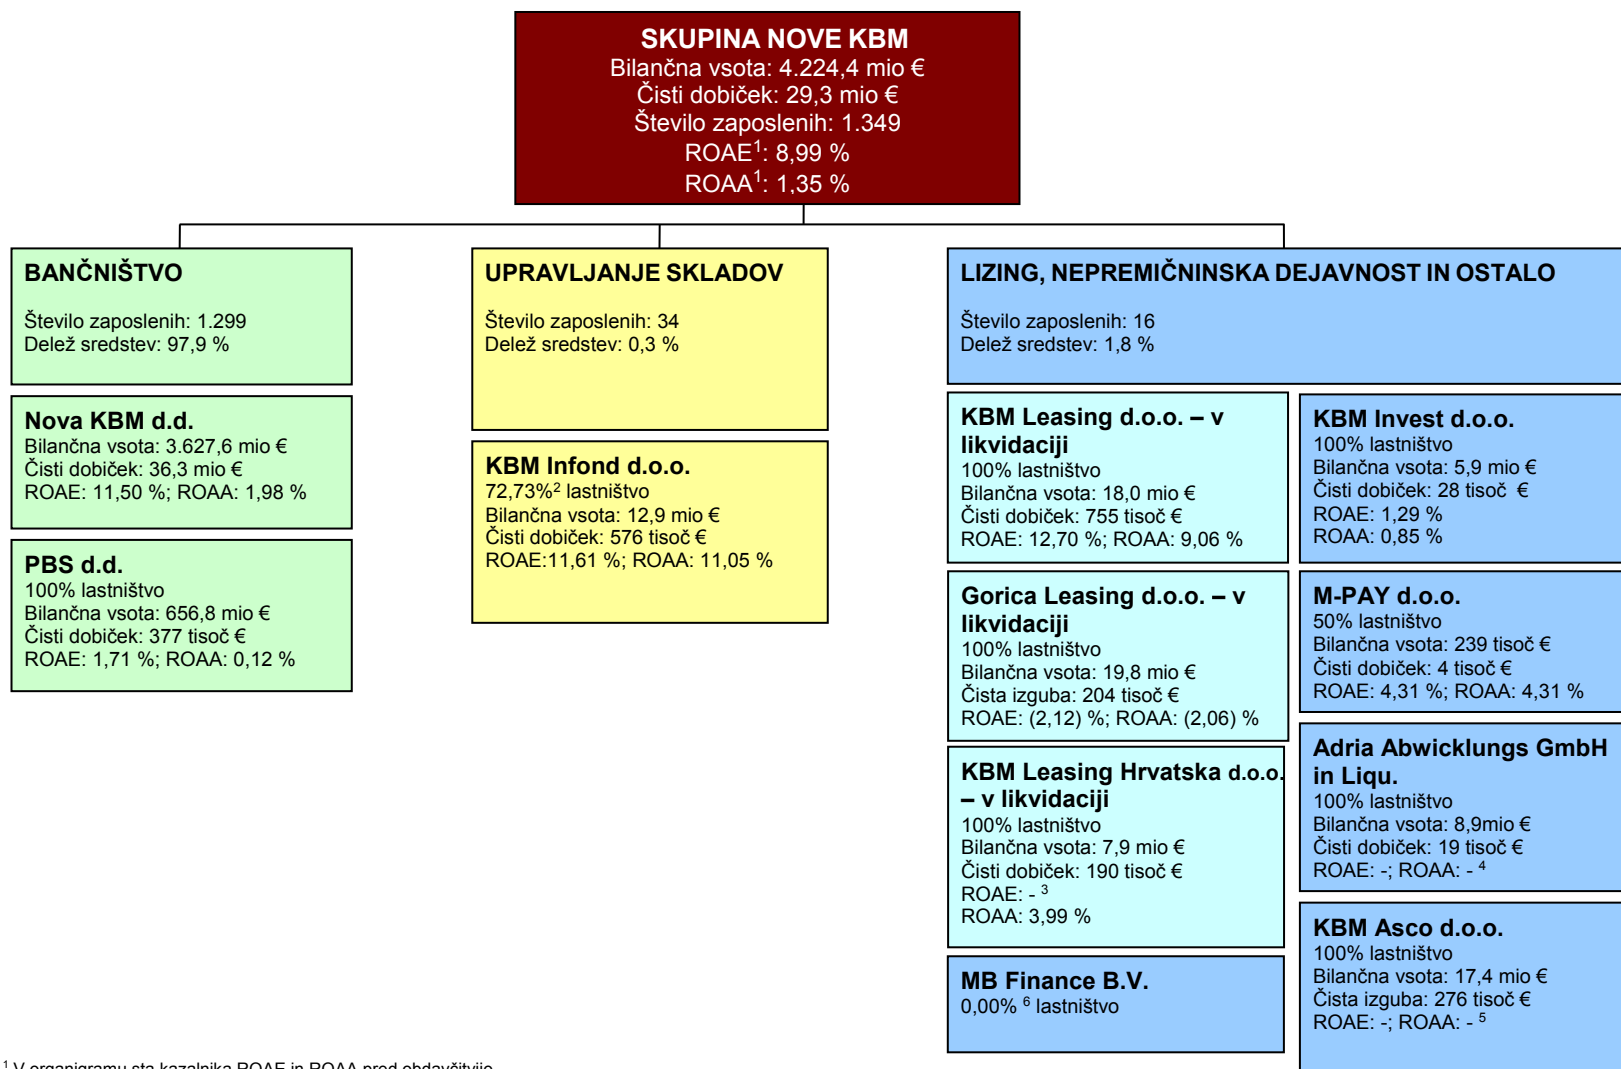 SKUPINA NOVE KBM
Bilančna vsota: 4.224,4 mio €
Čisti dobiček: 29,3 mio €
Število zaposlenih: 1.349
ROAE¹: 8,99 %
ROAA¹: 1,35 %
BANČNIŠTVO
Število zaposlenih: 1.299
Delež sredstev: 97,9 %
Nova KBM d.d.
Bilančna vsota: 3.627,6 mio €
Čisti dobiček: 36,3 mio €
ROAE: 11,50 %; ROAA: 1,98 %
PBS d.d.
100% lastništvo
Bilančna vsota: 656,8 mio €
Čisti dobiček: 377 tisoč €
ROAE: 1,71 %; ROAA: 0,12 %
UPRAVLJANJE SKLADOV
Število zaposlenih: 34
Delež sredstev: 0,3 %
KBM Infond d.o.o.
72,73%² lastništvo
Bilančna vsota: 12,9 mio €
Čisti dobiček: 576 tisoč €
ROAE:11,61 %; ROAA: 11,05 %
LIZING, NEPREMIČNINSKA DEJAVNOST IN OSTALO
Število zaposlenih: 16
Delež sredstev: 1,8 %
KBM Leasing d.o.o. – v
likvidaciji
100% lastništvo
Bilančna vsota: 18,0 mio €
Čisti dobiček: 755 tisoč €
ROAE: 12,70 %; ROAA: 9,06 %
Gorica Leasing d.o.o. – v
likvidaciji
100% lastništvo
Bilančna vsota: 19,8 mio €
Čista izguba: 204 tisoč €
ROAE: (2,12) %; ROAA: (2,06) %
KBM Leasing Hrvatska d.o.o.
– v likvidaciji
100% lastništvo
Bilančna vsota: 7,9 mio €
Čisti dobiček: 190 tisoč €
ROAE: - ³
ROAA: 3,99 %
MB Finance B.V.
0,00% ⁶ lastništvo
KBM Invest d.o.o.
100% lastništvo
Bilančna vsota: 5,9 mio €
Čisti dobiček: 28 tisoč €
ROAE: 1,29 %
ROAA: 0,85 %
M-PAY d.o.o.
50% lastništvo
Bilančna vsota: 239 tisoč €
Čisti dobiček: 4 tisoč €
ROAE: 4,31 %; ROAA: 4,31 %
Adria Abwicklungs GmbH
in Liqu.
100% lastništvo
Bilančna vsota: 8,9mio €
Čisti dobiček: 19 tisoč €
ROAE: -; ROAA: - ⁴
KBM Asco d.o.o.
100% lastništvo
Bilančna vsota: 17,4 mio €
Čista izguba: 276 tisoč €
ROAE: -; ROAA: - ⁵
¹ V organigramu sta kazalnika ROAE in ROAA pred